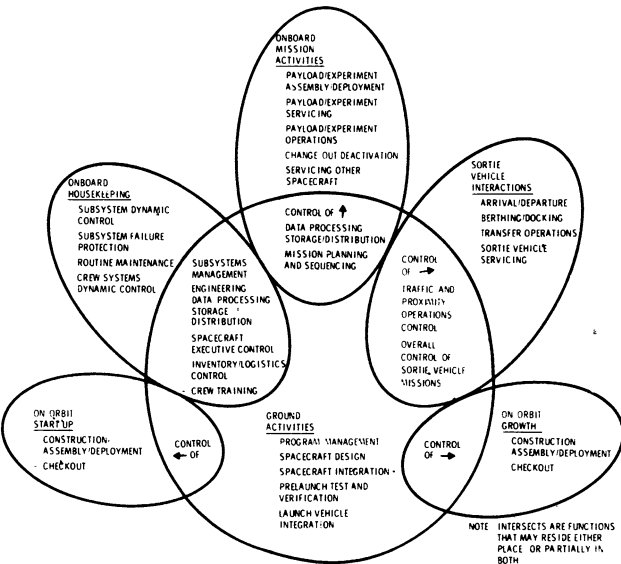 ONBOARD
MISSION
ACTIVITIES
PAYLOAD/EXPERIMENT
ASSEMBLY/DEPLOYMENT
PAYLOAD/EXPERIMENT
SERVICING
PAYLOAD/EXPERIMENT
OPERATIONS
CHANGE OUT DEACTIVATION
SERVICING OTHER
SPACECRAFT
CONTROL OF ↑
DATA PROCESSING
STORAGE/DISTRIBUTION
MISSION PLANNING
AND SEQUENCING
ONBOARD
HOUSEKEEPING
SUBSYSTEM DYNAMIC
CONTROL
SUBSYSTEM FAILURE
PROTECTION
ROUTINE MAINTENANCE
CREW SYSTEMS
DYNAMIC CONTROL
SUBSYSTEMS
MANAGEMENT
ENGINEERING
DATA PROCESSING
STORAGE
DISTRIBUTION
SPACECRAFT
EXECUTIVE CONTROL
INVENTORY/LOGISTICS
CONTROL
CREW TRAINING
SORTIE
VEHICLE
INTERACTIONS
ARRIVAL/DEPARTURE
BERTHING/DOCKING
TRANSFER OPERATIONS
SORTIE VEHICLE
SERVICING
CONTROL
OF →
TRAFFIC AND
PROXIMITY
OPERATIONS
CONTROL
OVERALL
CONTROL OF
SORTIE VEHICLE
MISSIONS
ON ORBIT
START UP
CONSTRUCTION
ASSEMBLY/DEPLOYMENT
CHECKOUT
CONTROL
← OF
GROUND
ACTIVITIES
PROGRAM MANAGEMENT
SPACECRAFT DESIGN
SPACECRAFT INTEGRATION
PRELAUNCH TEST AND
VERIFICATION
LAUNCH VEHICLE
INTEGRATION
CONTROL
OF →
ON ORBIT
GROWTH
CONSTRUCTION
ASSEMBLY/DEPLOYMENT
CHECKOUT
NOTE INTERSECTS ARE FUNCTIONS
THAT MAY RESIDE EITHER
PLACE OR PARTIALLY IN
BOTH